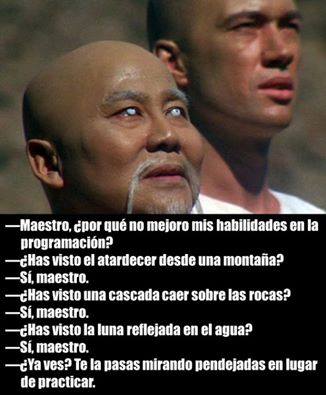 —Maestro, ¿por qué no mejoro mis habilidades en la
programación?
—¿Has visto el atardecer desde una montaña?
—Sí, maestro.
—¿Has visto una cascada caer sobre las rocas?
—Sí, maestro.
—¿Has visto la luna reflejada en el agua?
—Sí, maestro.
—¿Ya ves? Te la pasas mirando pendejadas en lugar
de practicar.